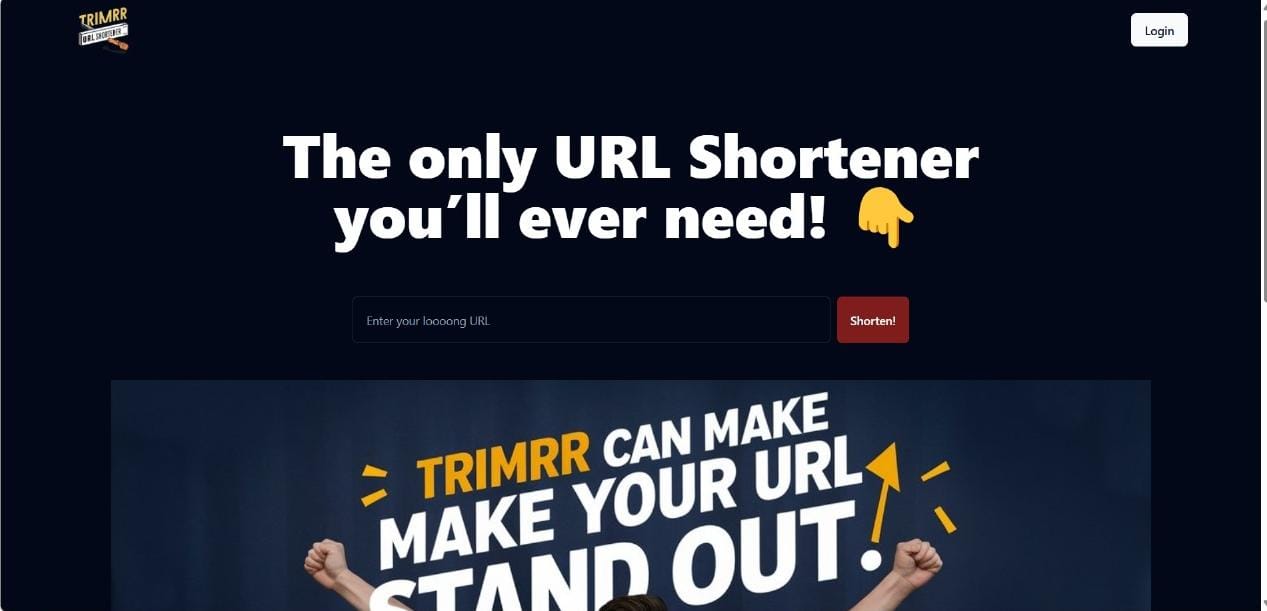 TRIMRR
URL SHORTENER
Login
The only URL Shortener
you´ll ever need! 👇
Enter your loooong URL
Shorten!
TRIMRR CAN MAKE
MAKE YOUR URL
STAND OUT.